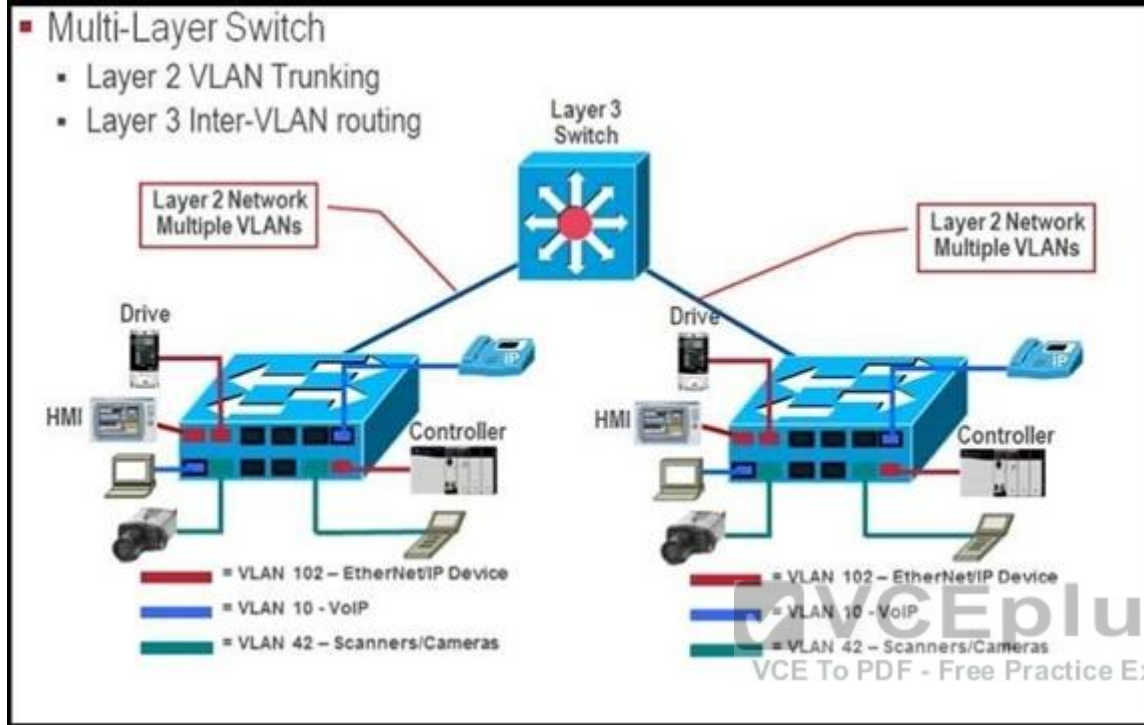 Multi-Layer Switch
Layer 2 VLAN Trunking
Layer 3 Inter-VLAN routing
Layer 3
Switch
Layer 2 Network
Multiple VLANs
Layer 2 Network
Multiple VLANs
Drive
IP
HMI
Controller
Drive
IP
HMI
Controller
= VLAN 102 – EtherNet/IP Device
= VLAN 10 - VoIP
= VLAN 42 – Scanners/Cameras
= VLAN 102 – EtherNet/IP Device
= VLAN 10 - VoIP
= VLAN 42 – Scanners/Cameras
VCEplu
VCE To PDF - Free Practice Ex